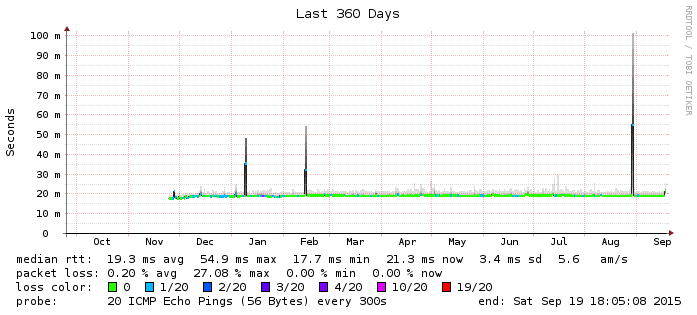 Last 360 Days
RRDTOOL / TOBI OETIKER
Seconds
100 m
90 m
80 m
70 m
60 m
50 m
40 m
30 m
20 m
10 m
0
Oct Nov Dec Jan Feb Mar Apr May Jun Jul Aug Sep
median rtt: 19.3 ms avg 54.9 ms max 17.7 ms min 21.3 ms now 3.4 ms sd 5.6 am/s
packet loss: 0.20 % avg 27.08 % max 0.00 % min 0.00 % now
loss color: 0 1/20 2/20 3/20 4/20 10/20 19/20
probe: 20 ICMP Echo Pings (56 Bytes) every 300s end: Sat Sep 19 18:05:08 2015